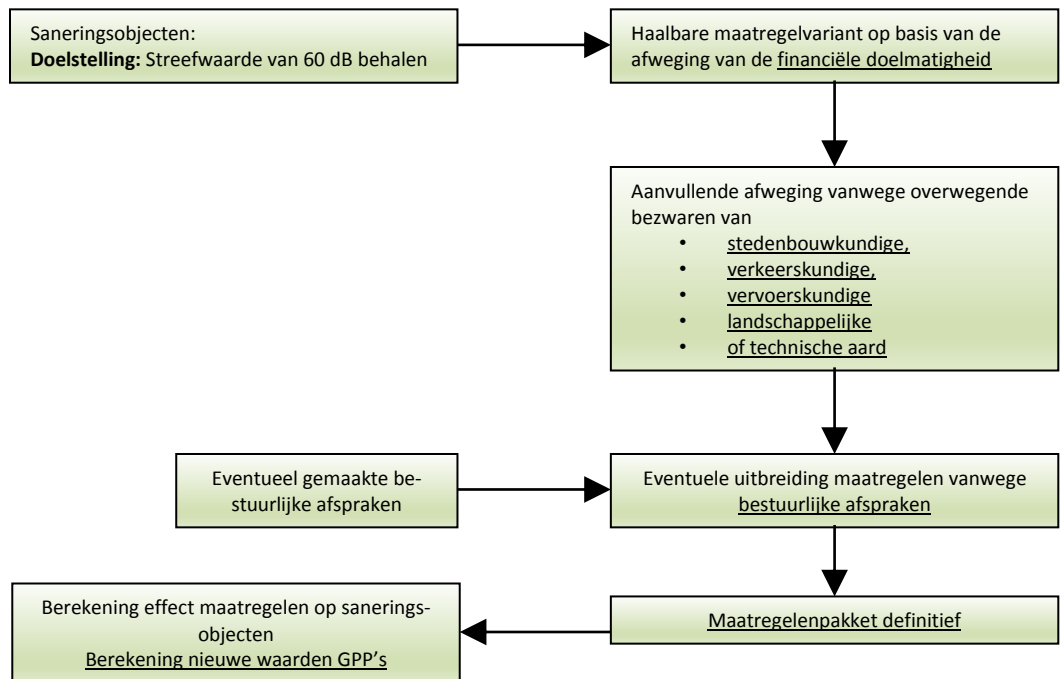 Saneringsobjecten:
Doelstelling: Streefwaarde van 60 dB behalen
Haalbare maatregelvariant op basis van de
afweging van de financiële doelmatigheid
Aanvullende afweging vanwege overwegende
bezwaren van
• stedenbouwkundige,
• verkeerskundige,
• vervoerskundige
• landschappelijke
• of technische aard
Eventueel gemaakte be-
stuurlijke afspraken
Eventuele uitbreiding maatregelen vanwege
bestuurlijke afspraken
Maatregelenpakket definitief
Berekening effect maatregelen op sanerings-
objecten
Berekening nieuwe waarden GPP's